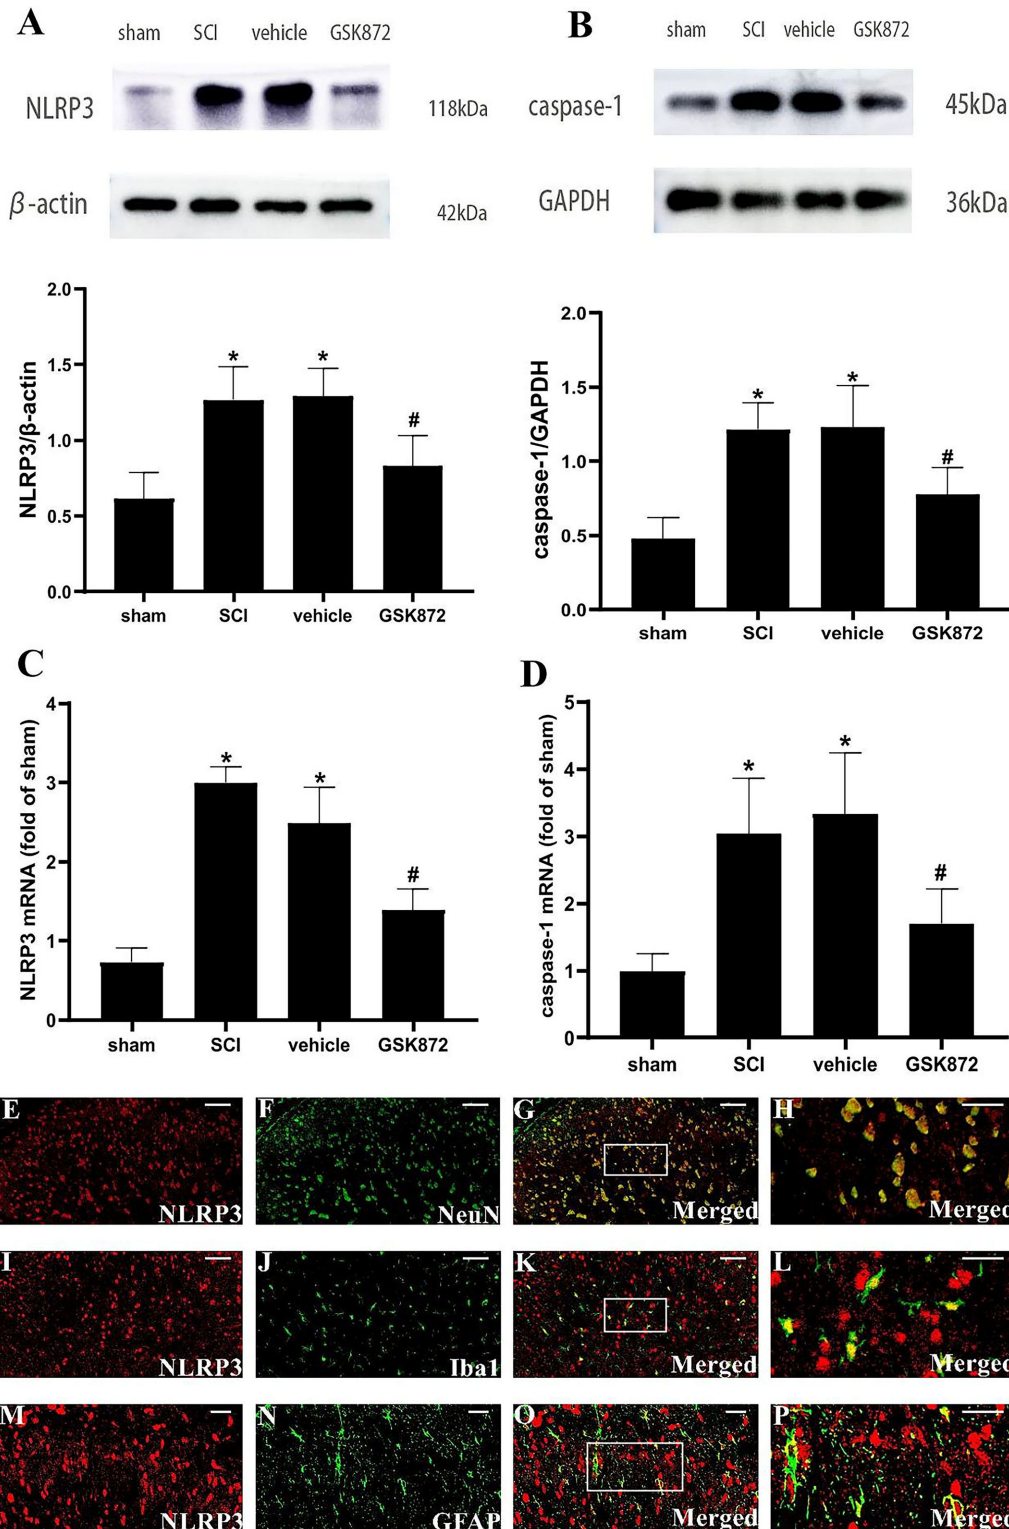 A
sham SCI vehicle GSK872
NLRP3
118kDa
β-actin
42kDa
B
sham SCI vehicle GSK872
caspase-1
45kDa
GAPDH
36kDa
NLRP3/β-actin
2.0
1.5
1.0
0.5
0.0
* * #
sham SCI vehicle GSK872
caspase-1/GAPDH
2.0
1.5
1.0
0.5
0.0
* * #
sham SCI vehicle GSK872
C
NLRP3 mRNA (fold of sham)
4
3
2
1
0
* * #
sham SCI vehicle GSK872
D
caspase-1 mRNA (fold of sham)
5
4
3
2
1
0
* * #
sham SCI vehicle GSK872
E
NLRP3
F
NeuN
G
Merged
H
Merged
I
NLRP3
J
Iba1
K
Merged
L
Merged
M
NLRP3
N
GFAP
O
Merged
P
Merged